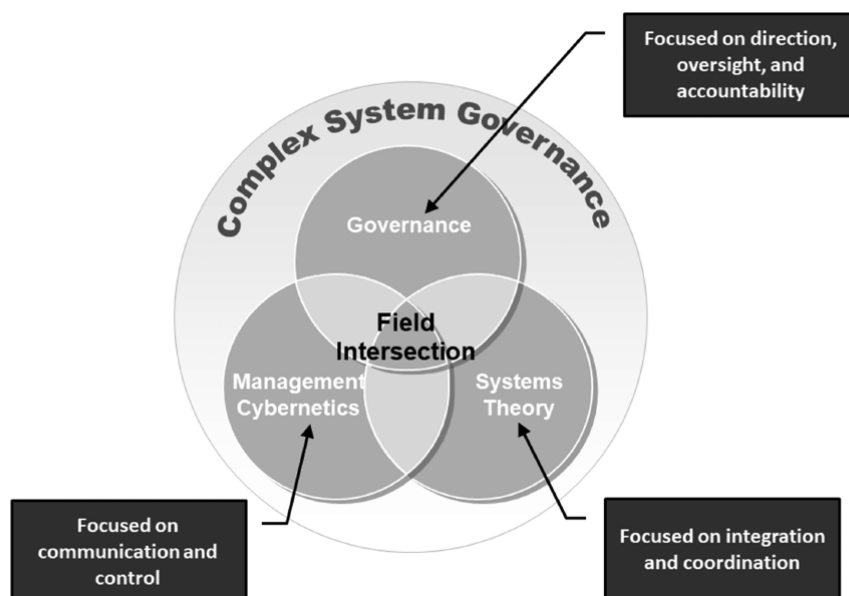 Focused on direction,
oversight, and
accountability
Complex System Governance
Governance
Field
Intersection
Management
Cybernetics
Systems
Theory
Focused on
communication and
control
Focused on integration
and coordination